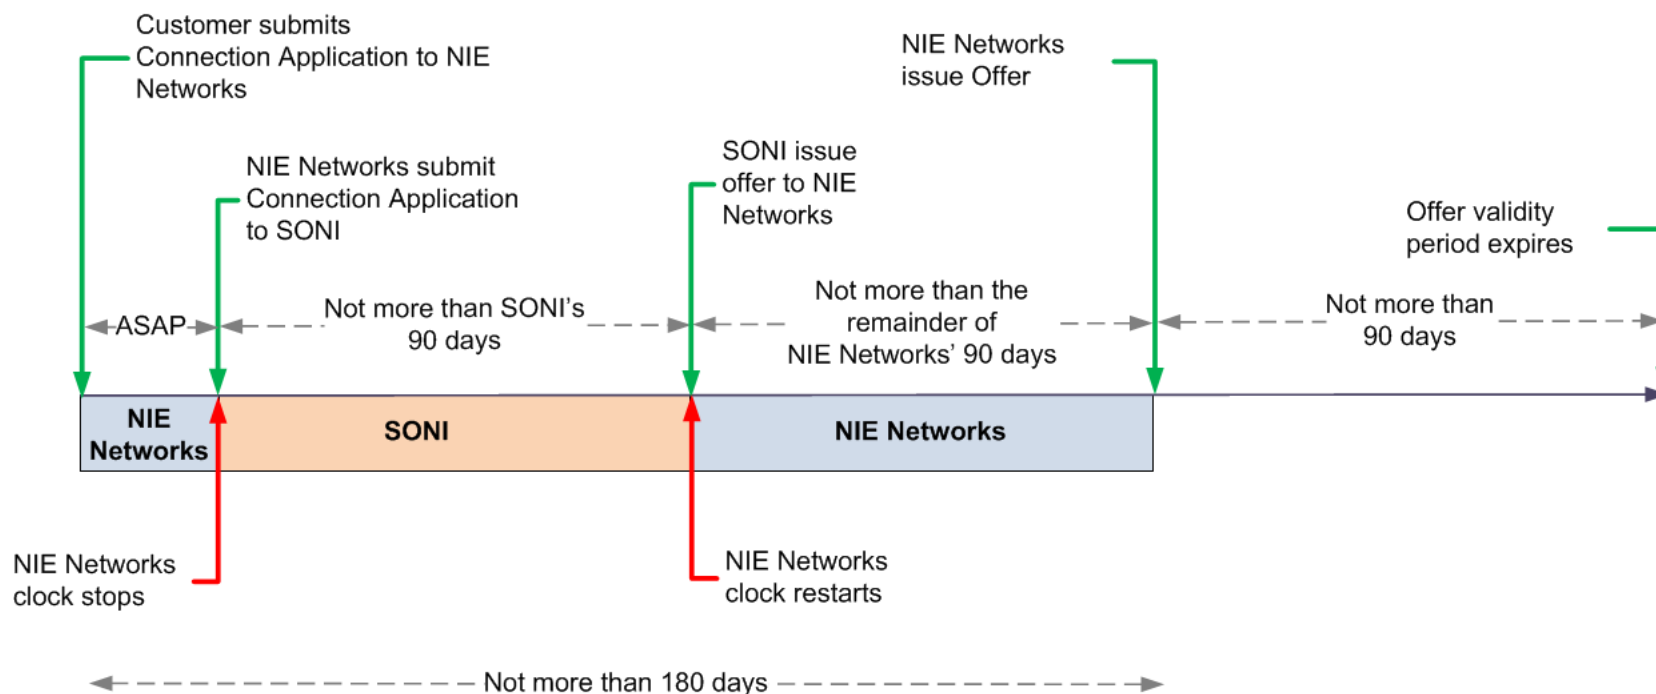 Customer submits
Connection Application to NIE
Networks
NIE Networks
issue Offer
NIE Networks submit
Connection Application
to SONI
SONI issue
offer to NIE
Networks
Offer validity
period expires
ASAP
Not more than SONI’s
90 days
Not more than the
remainder of
NIE Networks’ 90 days
Not more than
90 days
NIE
Networks
SONI
NIE Networks
NIE Networks
clock stops
NIE Networks
clock restarts
Not more than 180 days